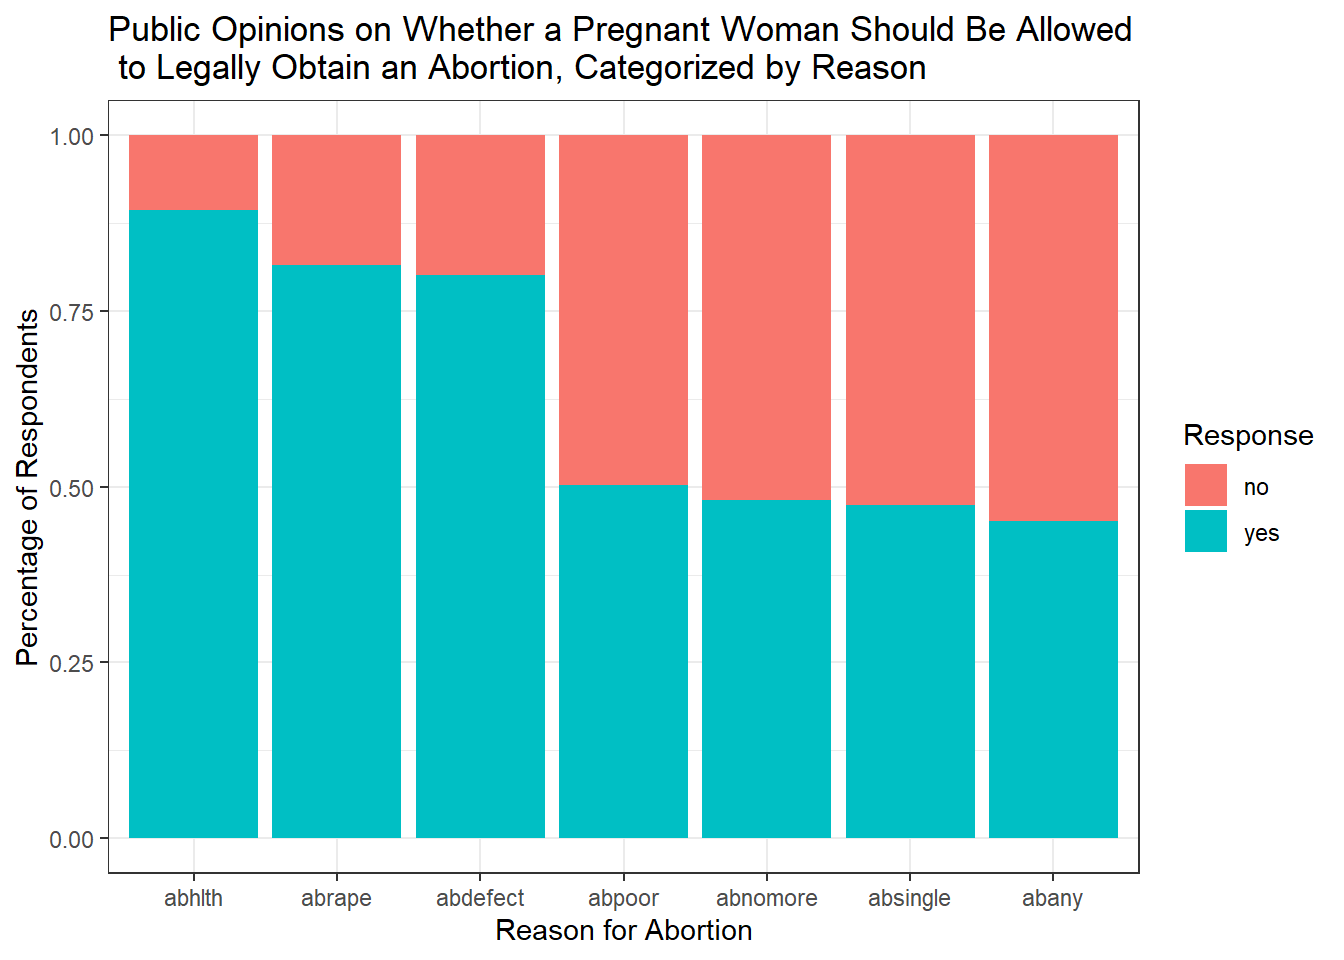 Public Opinions on Whether a Pregnant Woman Should Be Allowed
to Legally Obtain an Abortion, Categorized by Reason
1.00
0.75
0.50
0.25
0.00
Percentage of Respondents
abhlth abrape abdefect abpoor abnomore absingle abany
Reason for Abortion
Response
no
yes